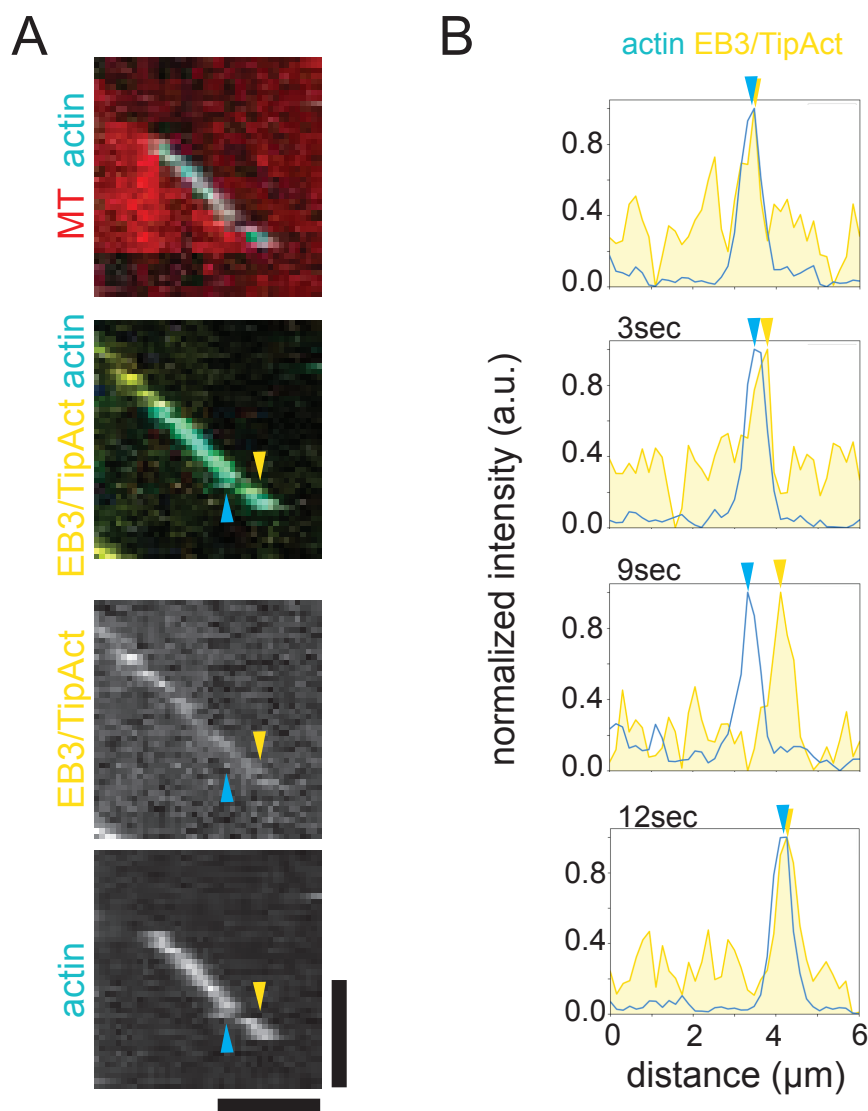 A
MT actin
EB3/TipAct actin
EB3/TipAct
actin
B
actin EB3/TipAct
normalized intensity (a.u.)
0.8
0.4
0.0
3sec
0.8
0.4
0.0
9sec
0.8
0.4
0.0
12sec
0.8
0.4
0.0
0 2 4 6
distance (μm)